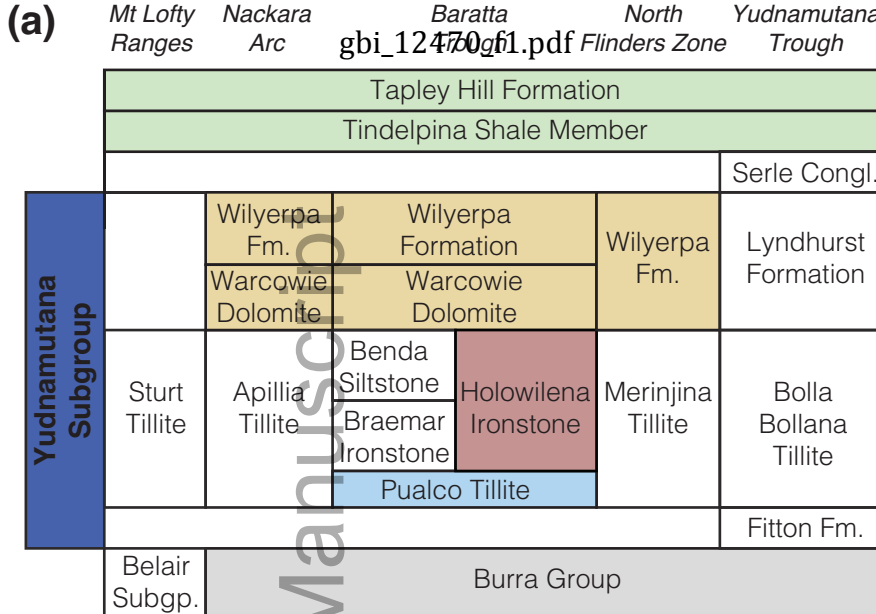 (a)
Mt Lofty
Ranges
Nackara
Arc
Baratta
Trough
North
Flinders Zone
Yudnamutana
Trough
gbi_12470_f1.pdf
Tapley Hill Formation
Tindelpina Shale Member
Serle Congl.
Yudnamutana
Subgroup
Wilyerpa
Fm.
Wilyerpa
Formation
Wilyerpa
Fm.
Lyndhurst
Formation
Warcowie
Dolomite
Warcowie
Dolomite
Sturt
Tillite
Apillia
Tillite
Benda
Siltstone
Braemar
Ironstone
Holowilena
Ironstone
Merinjina
Tillite
Bolla
Bollana
Tillite
Pualco Tillite
Fitton Fm.
Belair
Subgp.
Burra Group
Manuscript